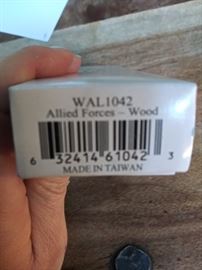 WAL1042
Allied Forces – Wood
6 32414 61042 3
MADE IN TAIWAN